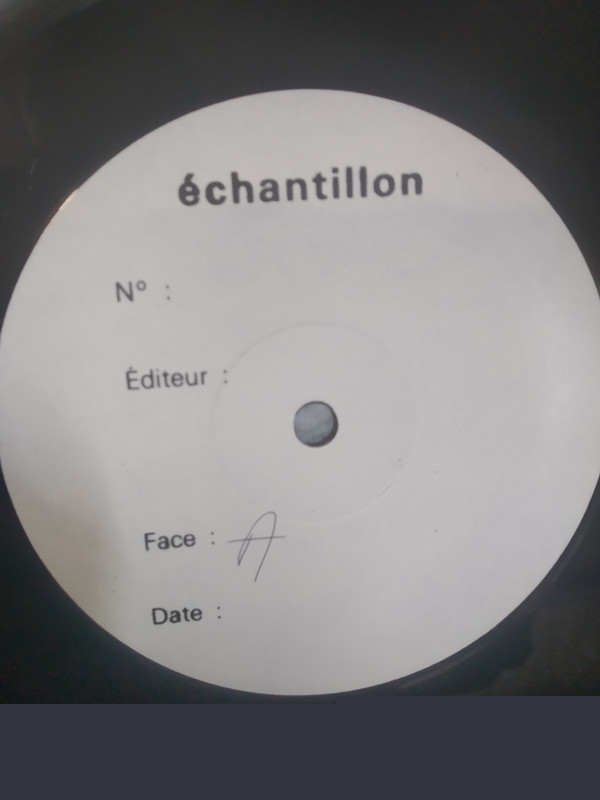 échantillon
N° :
Éditeur :
Face : A
Date :